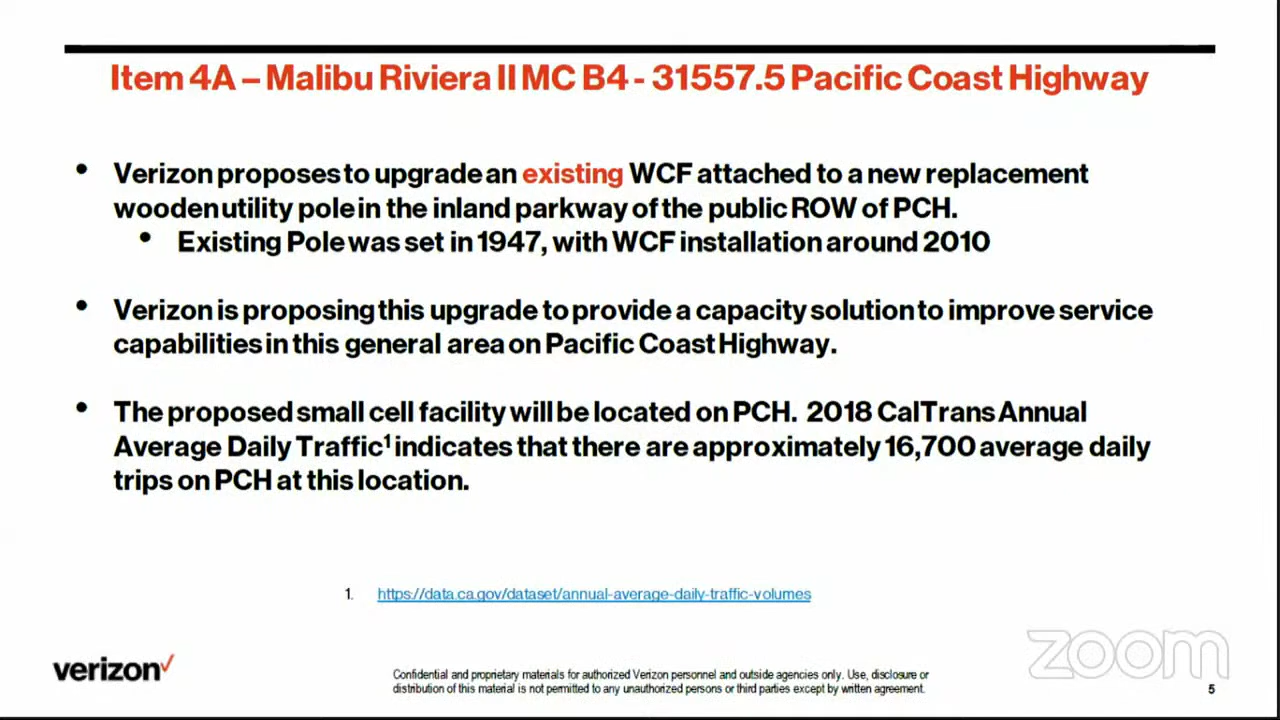 Item 4A – Malibu Riviera II MC B4 - 31557.5 Pacific Coast Highway
• Verizon proposes to upgrade an existing WCF attached to a new replacement
wooden utility pole in the inland parkway of the public ROW of PCH.
• Existing Pole was set in 1947, with WCF installation around 2010
• Verizon is proposing this upgrade to provide a capacity solution to improve service
capabilities in this general area on Pacific Coast Highway.
• The proposed small cell facility will be located on PCH. 2018 CalTrans Annual
Average Daily Traffic¹ indicates that there are approximately 16,700 average daily
trips on PCH at this location.
1. https://data.ca.gov/dataset/annual-average-daily-traffic-volumes
verizon✓
Confidential and proprietary materials for authorized Verizon personnel and outside agencies only. Use, disclosure or
distribution of this material is not permitted to any unauthorized persons or third parties except by written agreement.
zoom
5